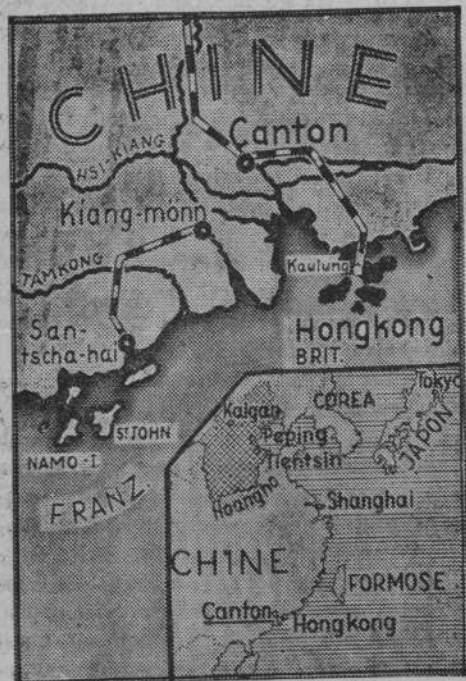 CHINE
Canton
HSI-KIANG
Kiang-mönn
Kaulung
TAMKONG
San-
tscha-hai
Hongkong
BRIT.
ST JOHN
NAMO-I.
FRANZ.
COREA
Tokyo
Kalgan
Peping
JAPON
Tientsin
Hoangho
Shanghai
CHINE
FORMOSE
Canton
Hongkong